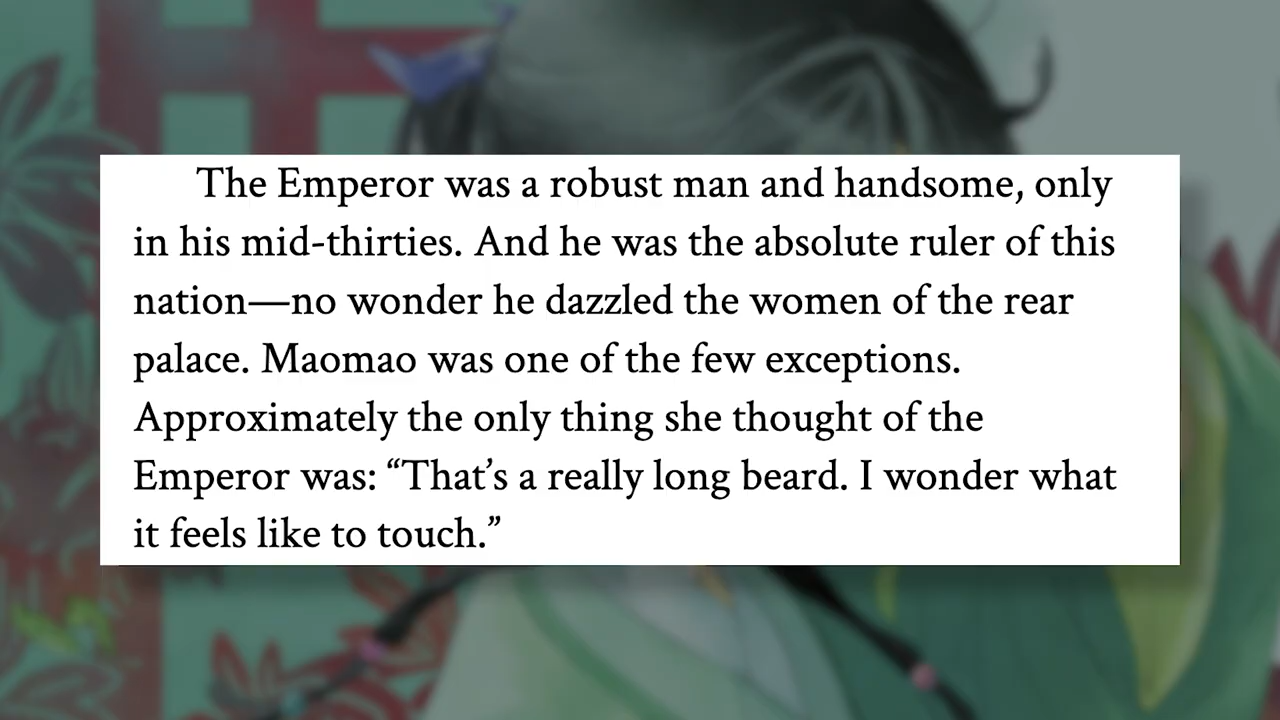 The Emperor was a robust man and handsome, only
in his mid-thirties. And he was the absolute ruler of this
nation—no wonder he dazzled the women of the rear
palace. Maomao was one of the few exceptions.
Approximately the only thing she thought of the
Emperor was: “That’s a really long beard. I wonder what
it feels like to touch.”